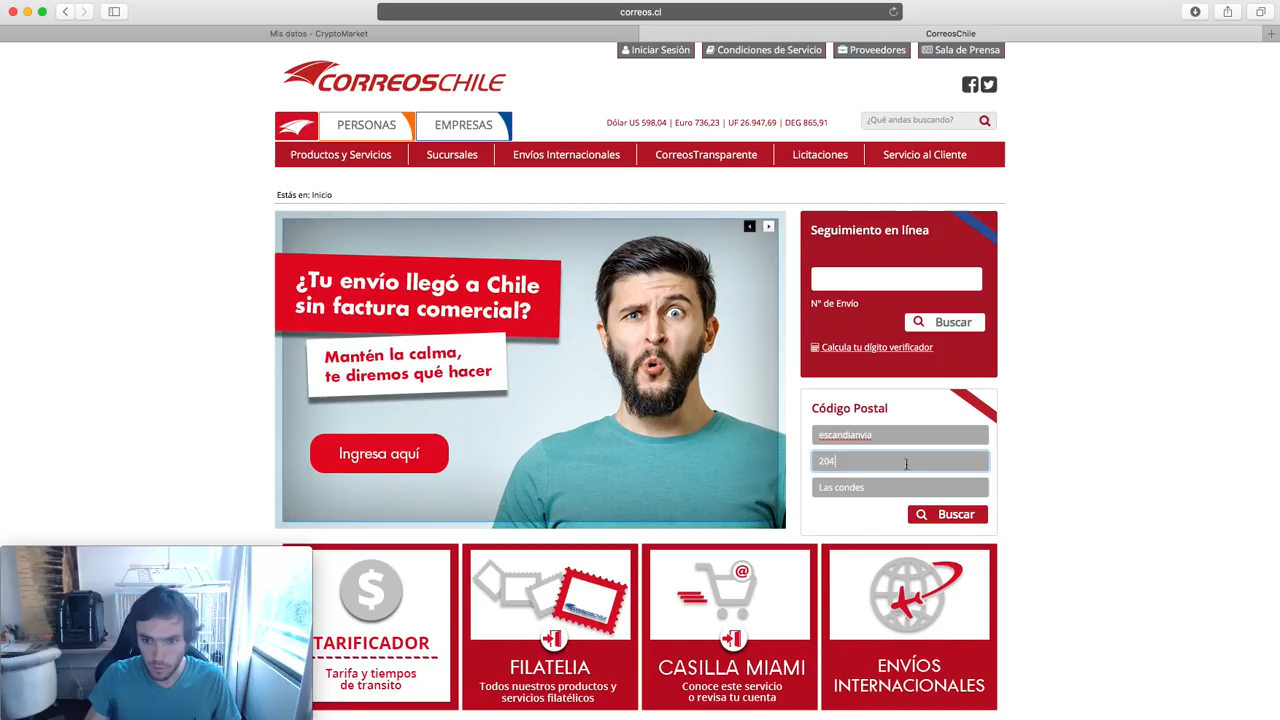 correos.cl
Mis datos - CryptoMarket
CorreosChile
Iniciar Sesión
Condiciones de Servicio
Proveedores
Sala de Prensa
CORREOSCHILE
PERSONAS
EMPRESAS
Dólar US 598,04 | Euro 736,23 | UF 26.947,69 | DEG 865,91
¿Qué andas buscando?
Productos y Servicios
Sucursales
Envíos Internacionales
CorreosTransparente
Licitaciones
Servicio al Cliente
Estás en: Inicio
¿Tu envío llegó a Chile
sin factura comercial?
Mantén la calma,
te diremos qué hacer
Ingresa aquí
Seguimiento en línea
N° de Envío
Buscar
Calcula tu dígito verificador
Código Postal
escandianvia
204
Las condes
Buscar
$
TARIFICADOR
Tarifa y tiempos
de transito
CORREOSCHILE
FILATELIA
Todos nuestros productos y
servicios filatélicos
@
CASILLA MIAMI
Conoce este servicio
o revisa tu cuenta
ENVÍOS
INTERNACIONALES